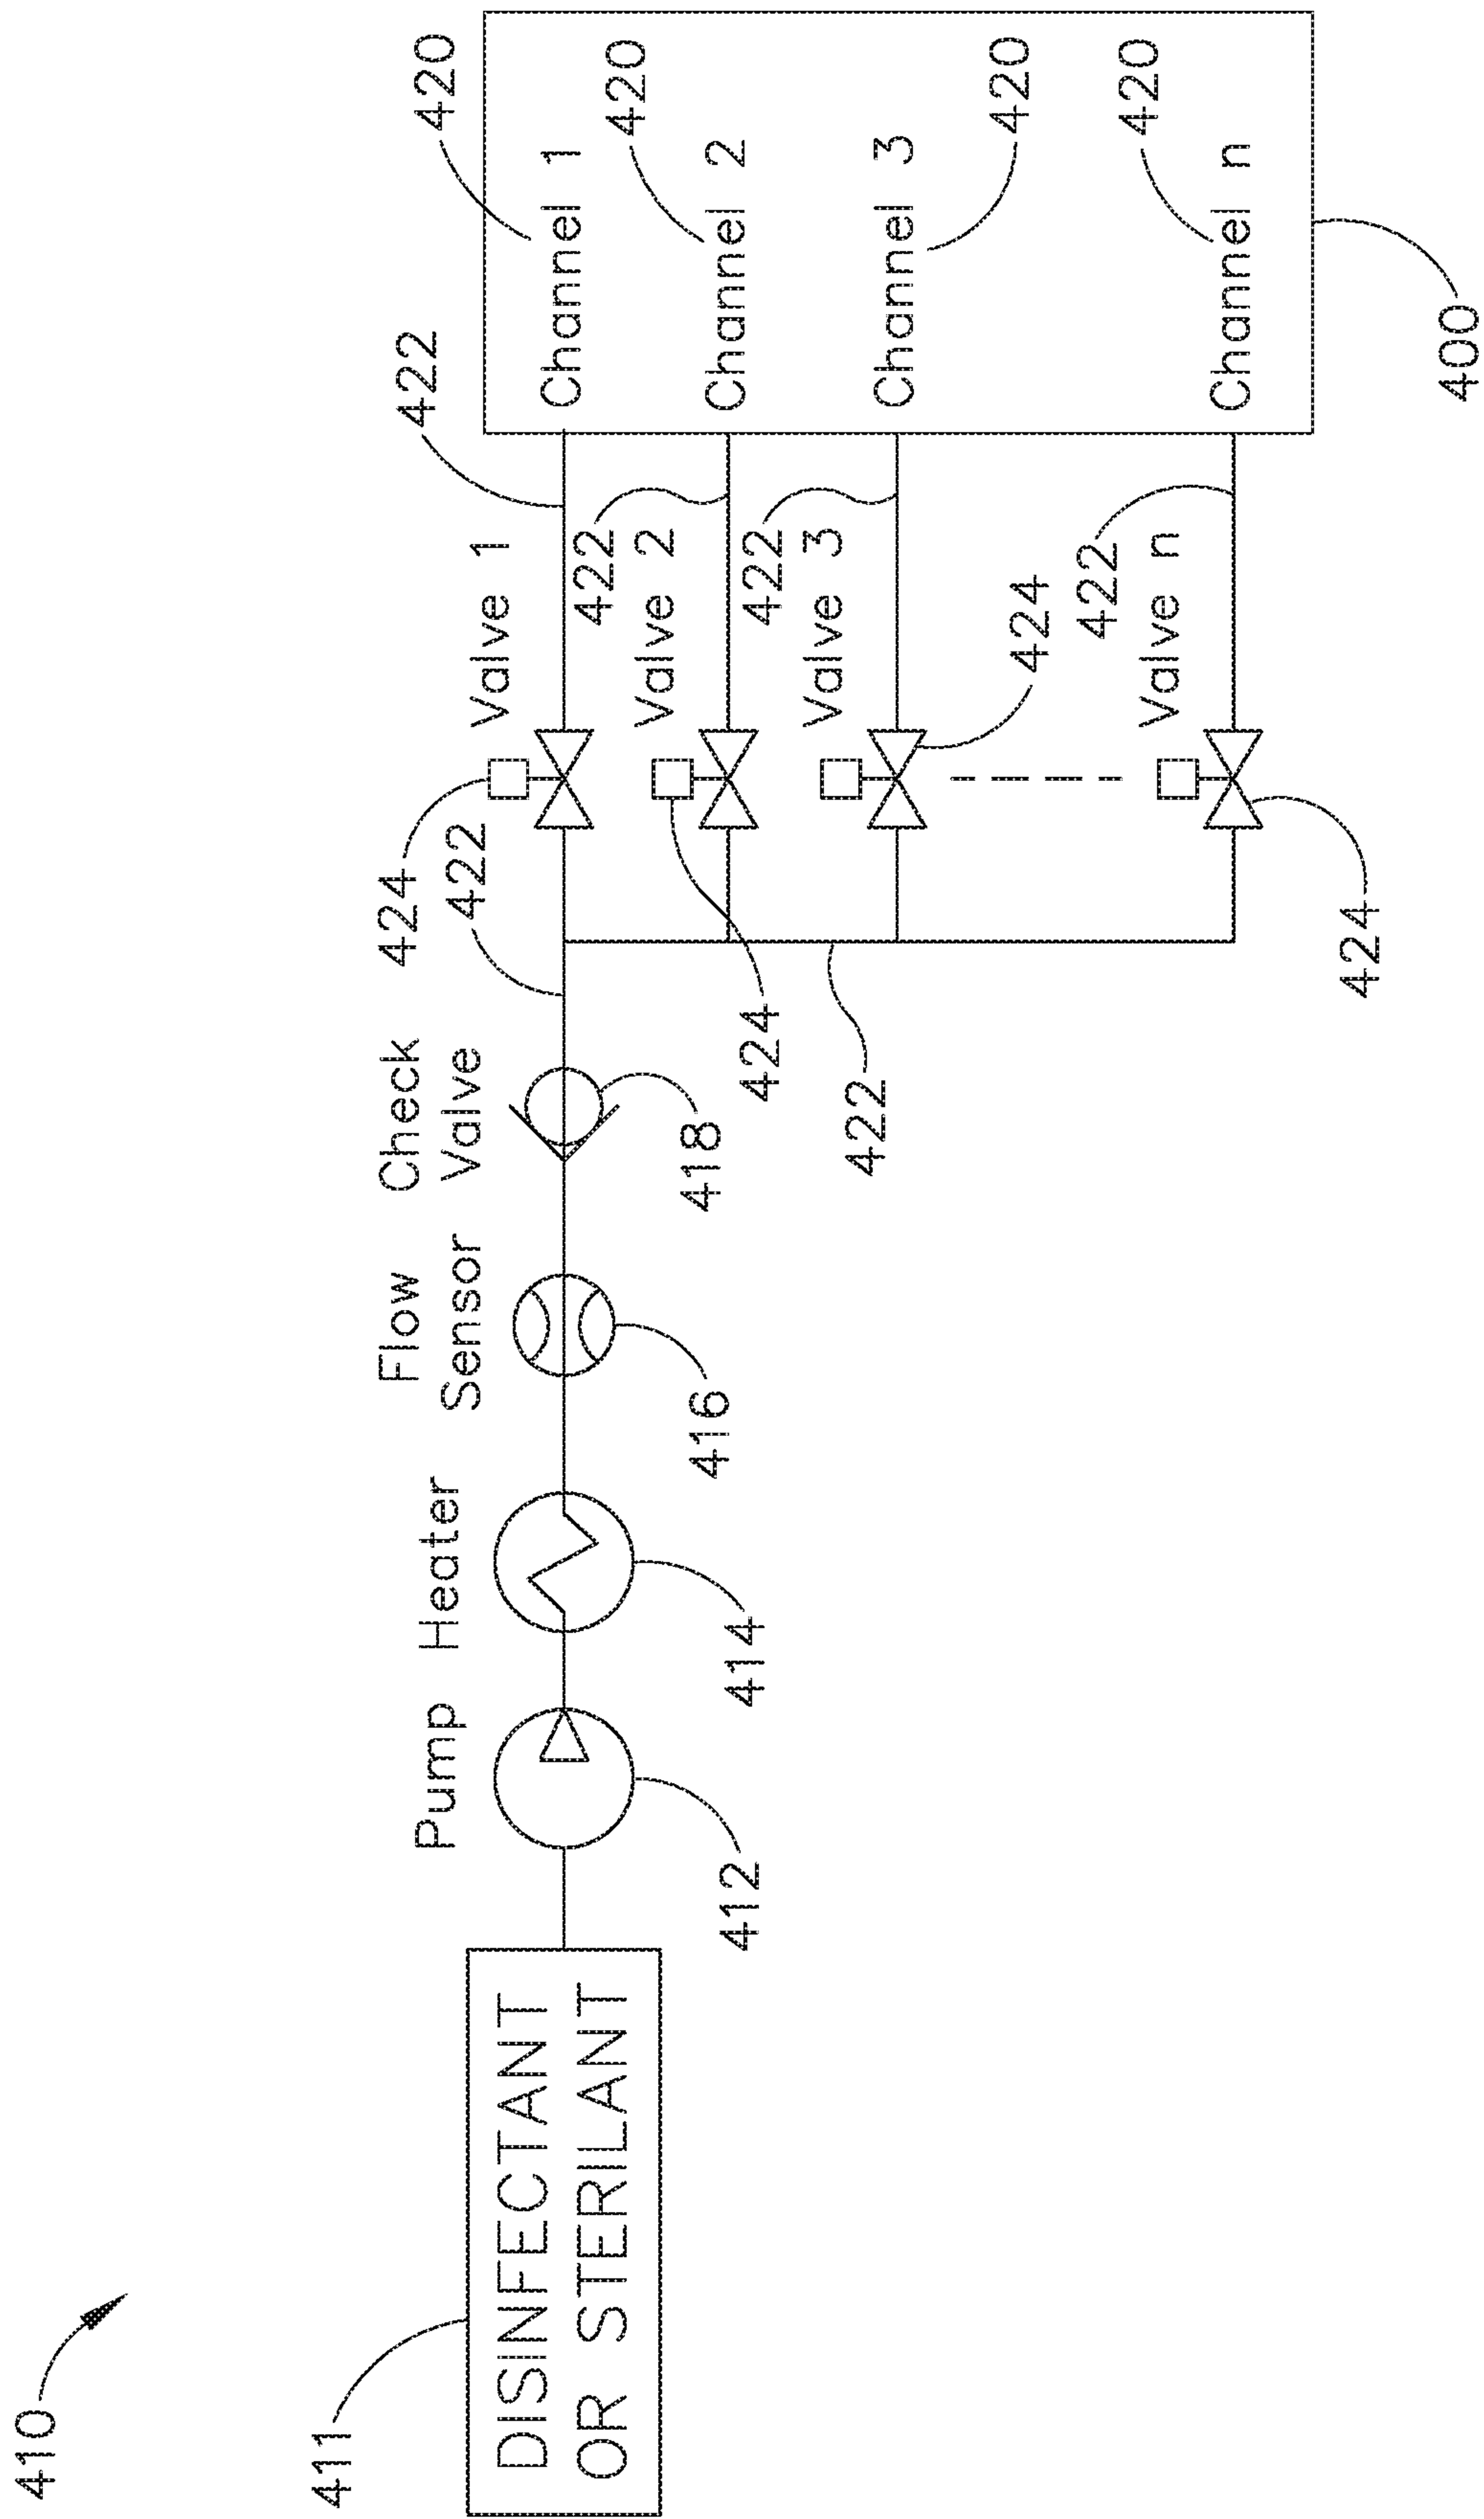 410
411
DISINFECTANT
OR STERILANT
Pump
412
Heater
414
Flow
Sensor
416
Check
Valve
418
422
422
424
Valve 1
422
424
Valve 2
422
424
Valve 3
422
424
Valve n
422
Channel 1
420
Channel 2
420
Channel 3
420
Channel n
420
400